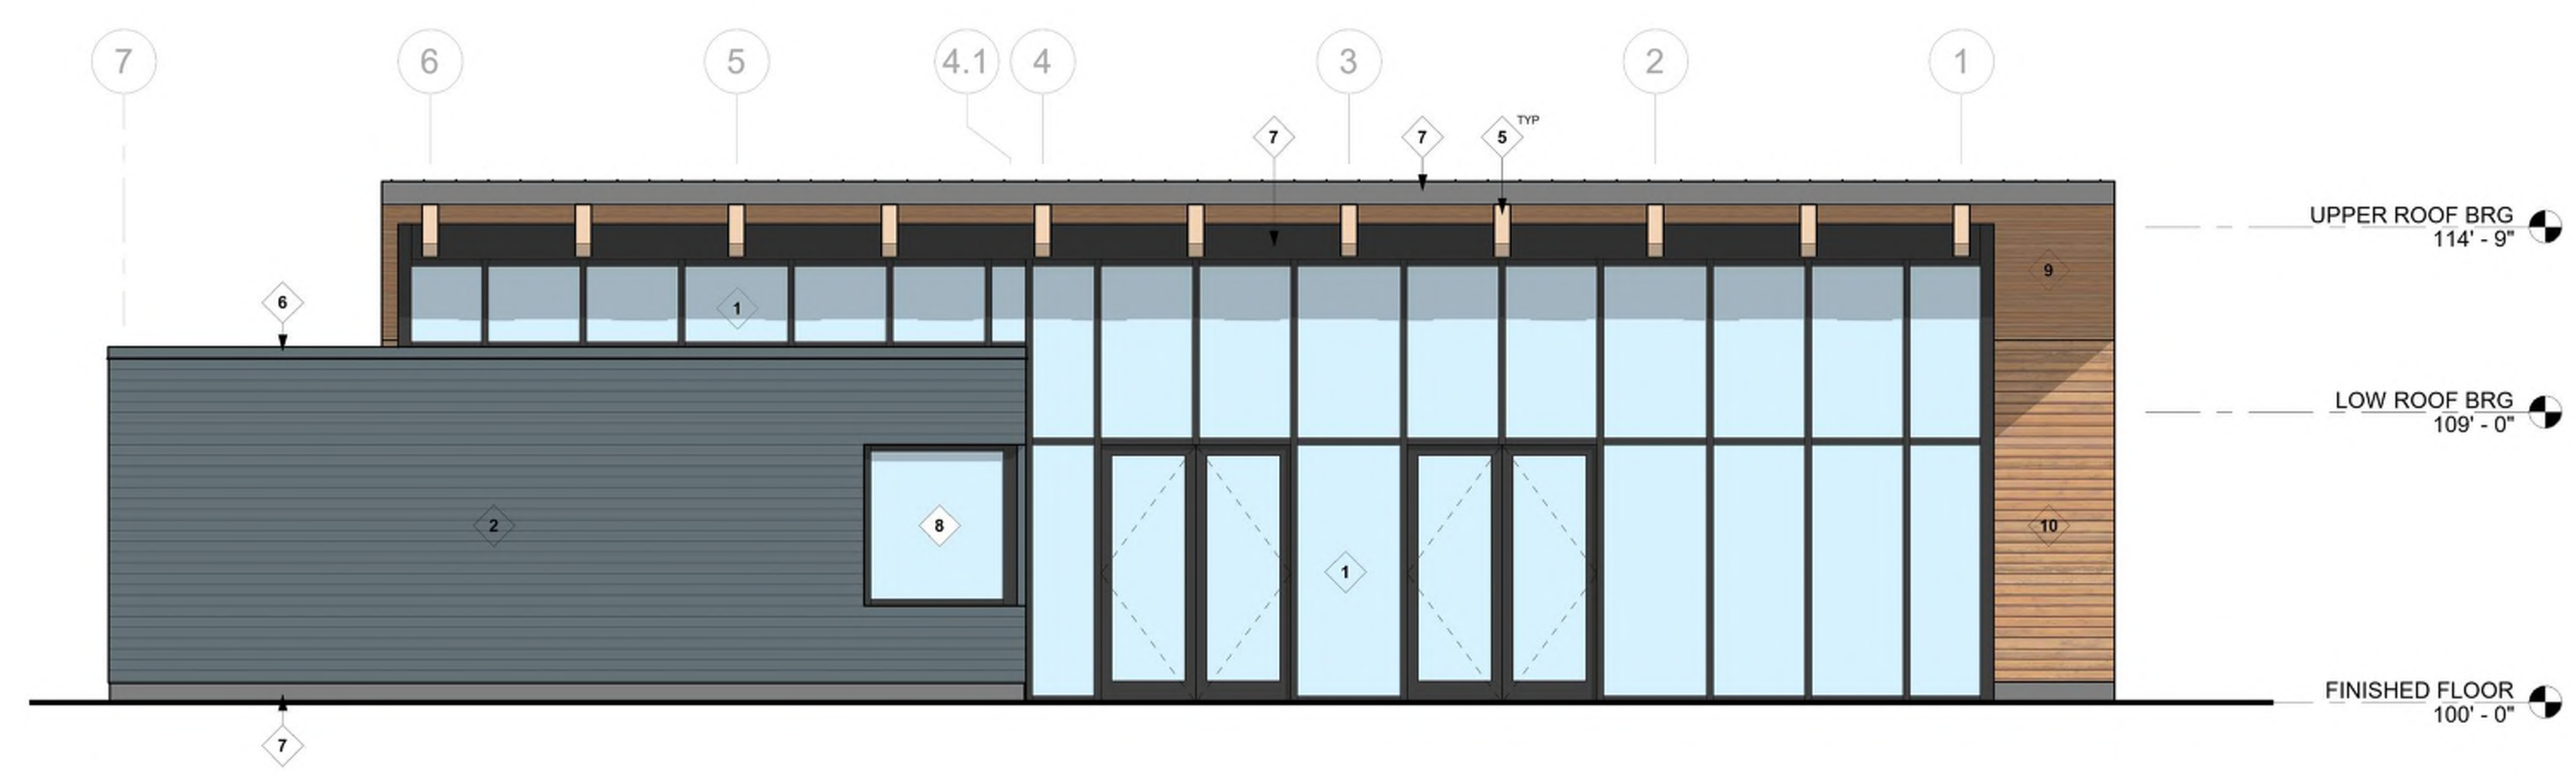 7 6 5 4.1 4 3 2 1
7 7 5 TYP
UPPER ROOF BRG
114' - 9"
9
6
1
LOW ROOF BRG
109' - 0"
2 8 10
1
FINISHED FLOOR
100' - 0"
7